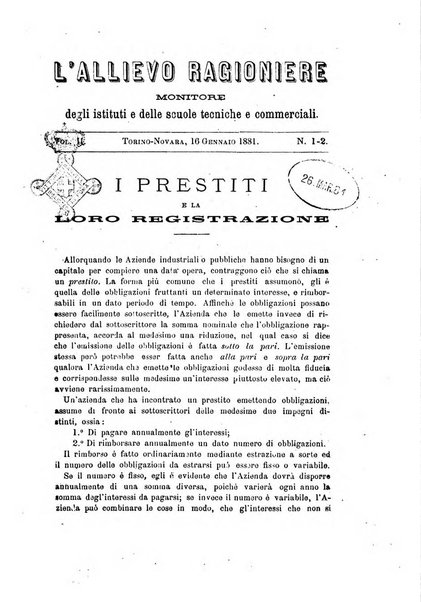 L'ALLIEVO RAGIONIERE
MONITORE
degli istituti e delle scuole tecniche e commerciali.
VOL. II. TORINO-NOVARA, 16 GENNAIO 1881. N. 1-2.
26.MAR.81
I PRESTITI
E LA
LORO REGISTRAZIONE
Allorquando le Aziende industriali o pubbliche hanno bisogno di un
capitale per compiere una data opera, contraggono ciò che si chiama
un prestito. La forma più comune che i prestiti assumono, gli è
quella delle obbligazioni fruttanti un determinato interesse, e rimbor-
sabili in un dato periodo di tempo. Affinchè le obbligazioni possano
essere facilmente sottoscritte, l'Azienda che le emette invece di ri-
chiedere dal sottoscrittore la somma nominale che l'obbligazione rap-
presenta, accorda al medesimo una riduzione, nel qual caso si dice
che l'emissione delle obbligazioni è fatta sotto la pari. L'emissione
stessa però potrebbe esser fatta anche alla pari e sopra la pari
qualora l'Azienda che emette le obbligazioni godesse di molta fiducia
e corrispondesse sulle medesime un'interesse piuttosto elevato, ma ciò
avviene rarissimamente.
Un'azienda che ha incontrato un prestito emettendo obbligazioni,
assume di fronte ai sottoscrittori delle medesime due impegni di-
stinti, ossia:
1.º Di pagare annualmente gl'interessi;
2.º Di rimborsare annualmente un dato numero di obbligazioni.
Il rimborso è fatto ordinariamente mediante estrazione a sorte ed
il numero delle obbligazioni da estrarsi può essere fisso o variabile.
Se il numero è fisso, egli è evidente che l'Azienda dovrà disporre
annualmente di una somma diversa, poichè varierà ogni anno la
somma degl'interessi da pagarsi; se invece il numero è variabile, l'A-
zienda può combinare le cose in modo, che gl'interessi che non si